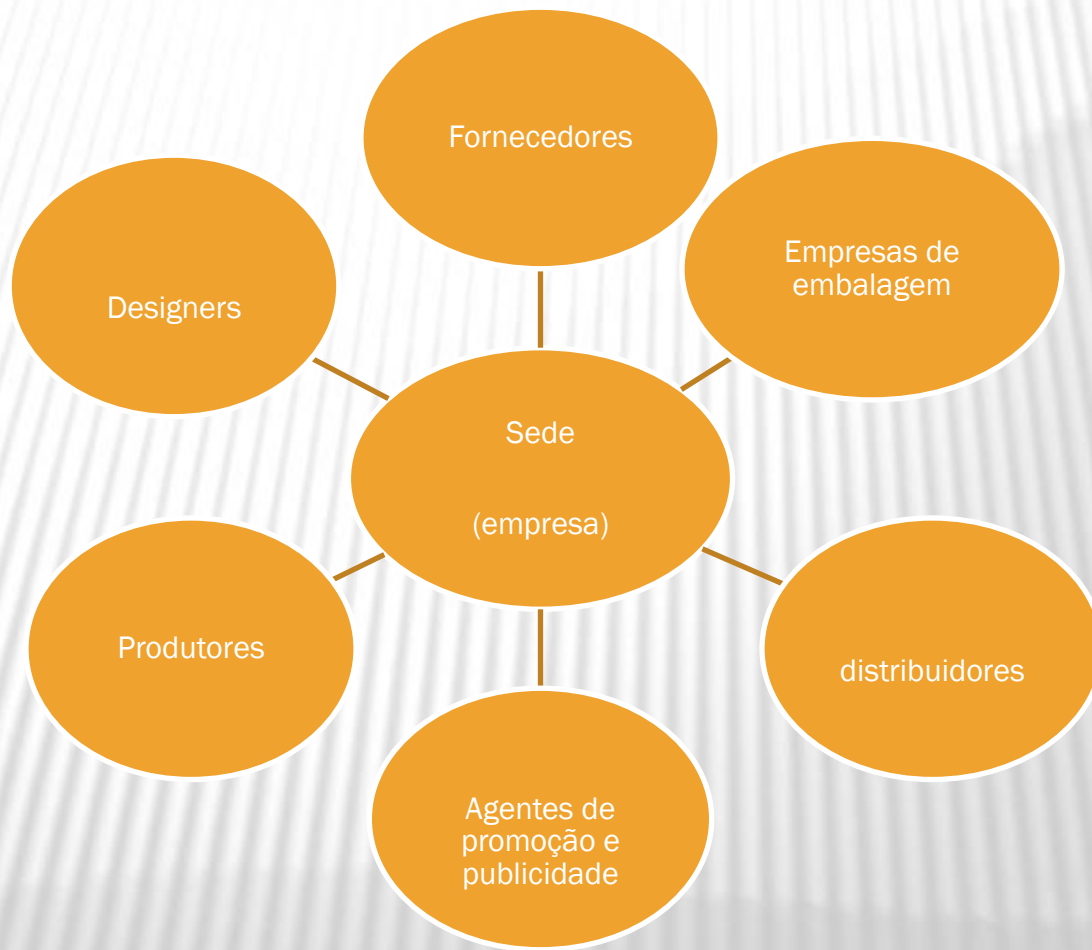 Fornecedores
Empresas de
embalagem
Designers
Sede
(empresa)
Produtores
distribuidores
Agentes de
promoção e
publicidade